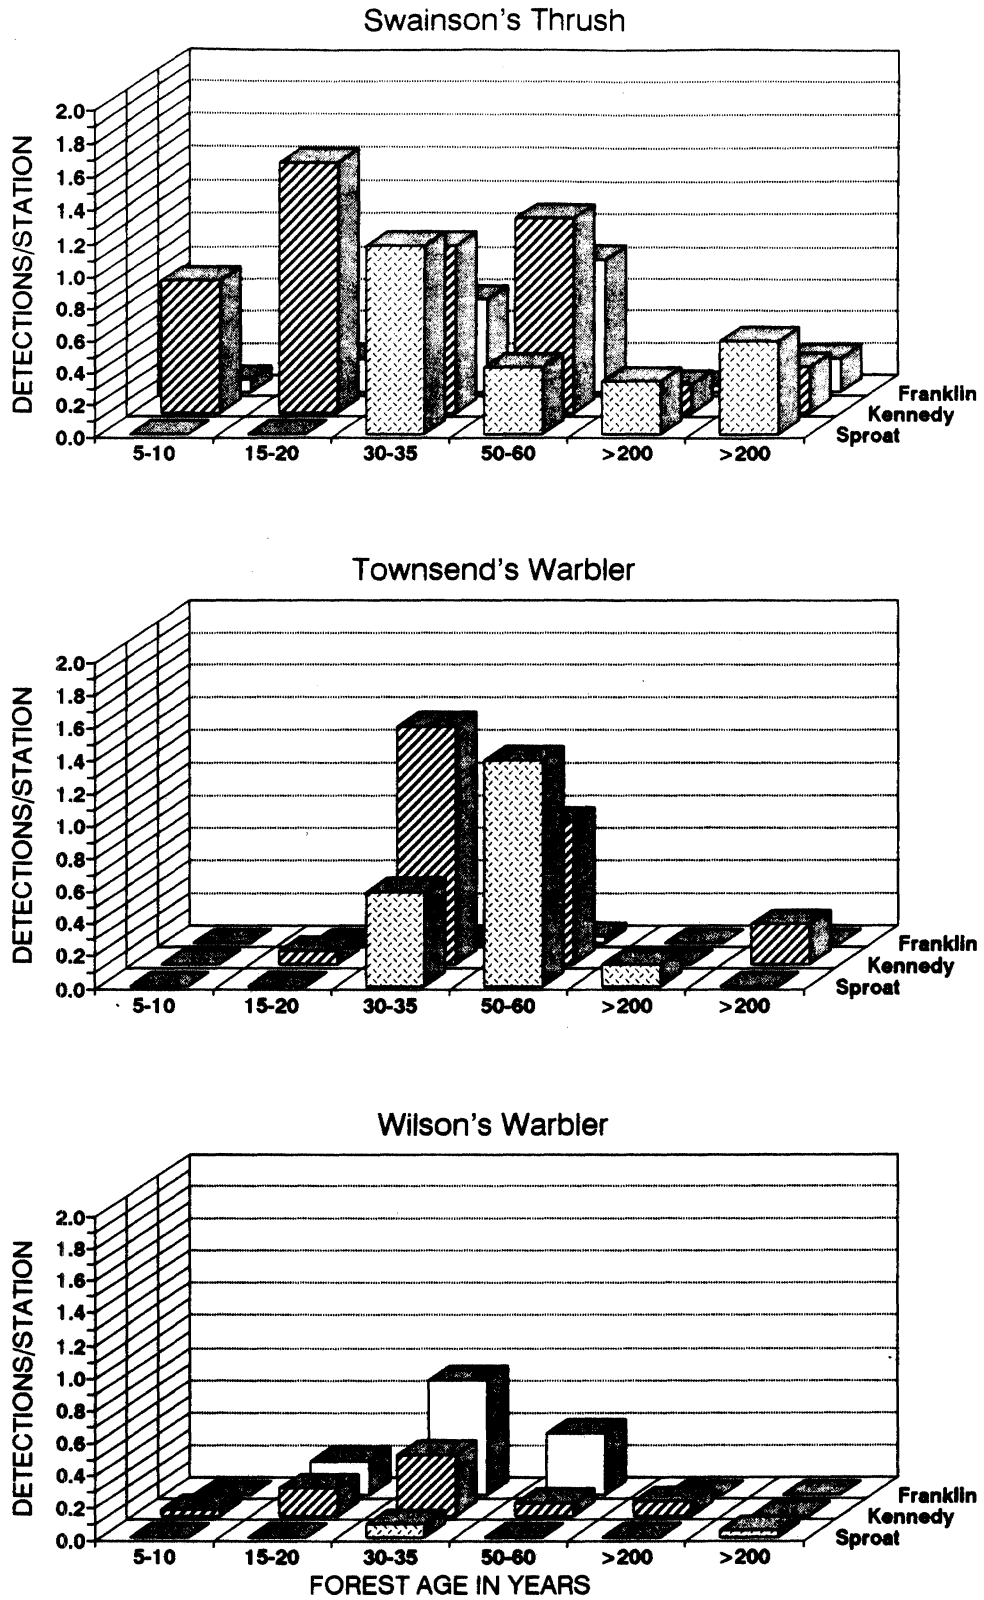 Swainson's Thrush
DETECTIONS/STATION
2.0
1.8
1.6
1.4
1.2
1.0
0.8
0.6
0.4
0.2
0.0
5-10 15-20 30-35 50-60 >200 >200
Franklin
Kennedy
Sproat
Townsend's Warbler
DETECTIONS/STATION
2.0
1.8
1.6
1.4
1.2
1.0
0.8
0.6
0.4
0.2
0.0
5-10 15-20 30-35 50-60 >200 >200
Franklin
Kennedy
Sproat
Wilson's Warbler
DETECTIONS/STATION
2.0
1.8
1.6
1.4
1.2
1.0
0.8
0.6
0.4
0.2
0.0
5-10 15-20 30-35 50-60 >200 >200
Franklin
Kennedy
Sproat
FOREST AGE IN YEARS